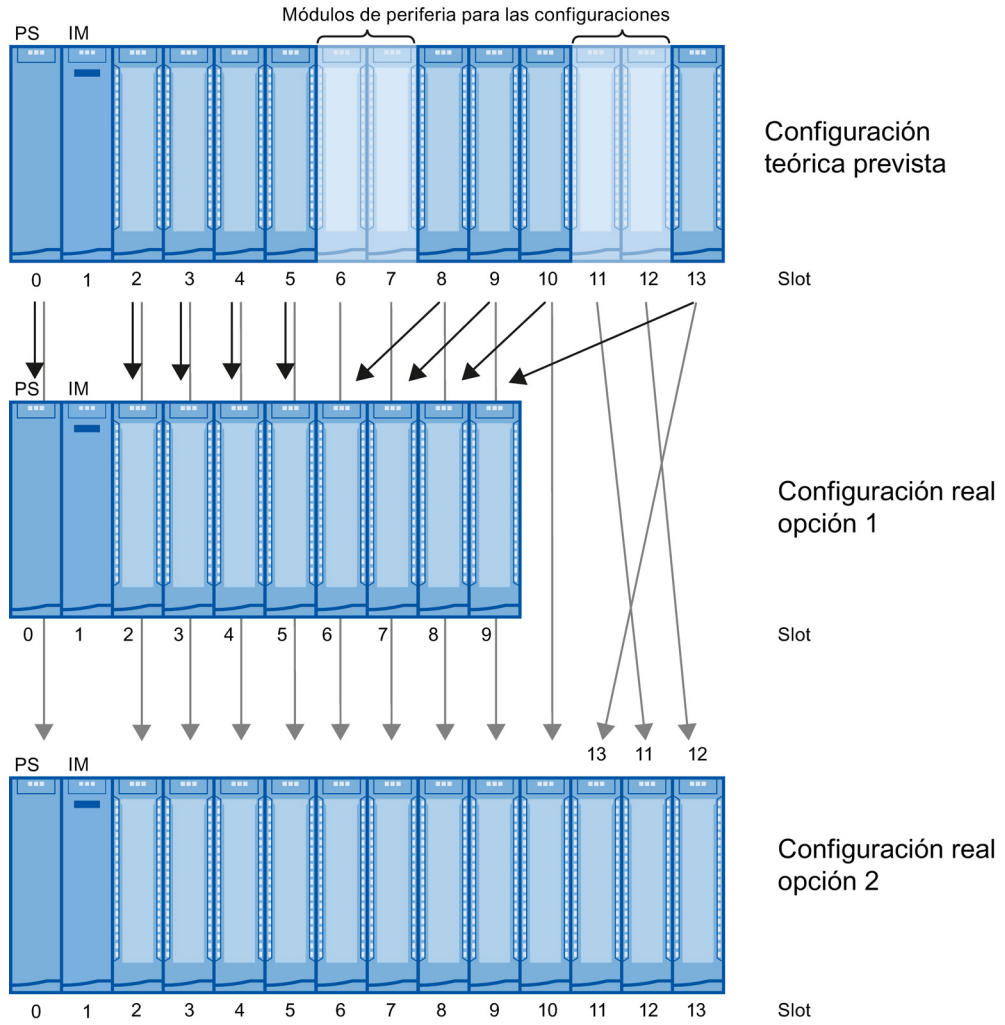 Módulos de periferia para las configuraciones
PS IM
Configuración
teórica prevista
0 1 2 3 4 5 6 7 8 9 10 11 12 13 Slot
PS IM
Configuración real
opción 1
0 1 2 3 4 5 6 7 8 9 Slot
13 11 12
PS IM
Configuración real
opción 2
0 1 2 3 4 5 6 7 8 9 10 11 12 13 Slot